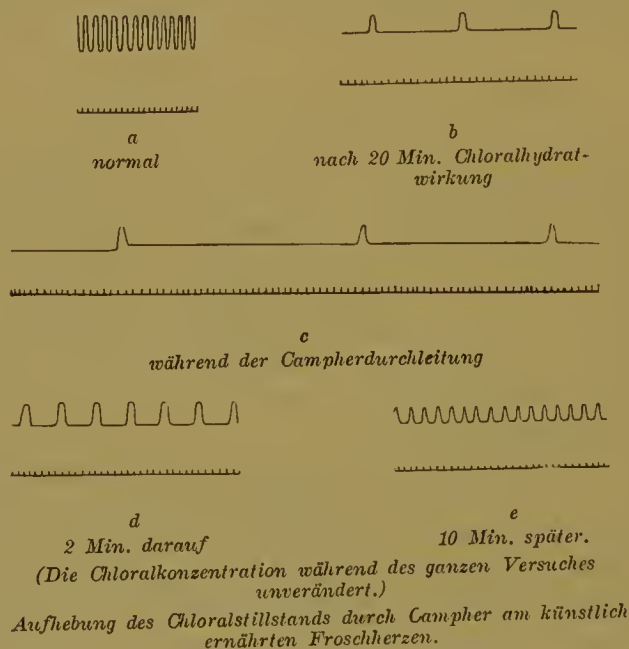 a
normal
b
nach 20 Min. Chloralhydrat-
wirkung
c
während der Campherdurchleitung
d
2 Min. darauf
e
10 Min. später.
(Die Chloralkonzentration während des ganzen Versuches
unverändert.)
Aufhebung des Chloralstillstands durch Campher am künstlich
ernährten Froschherzen.